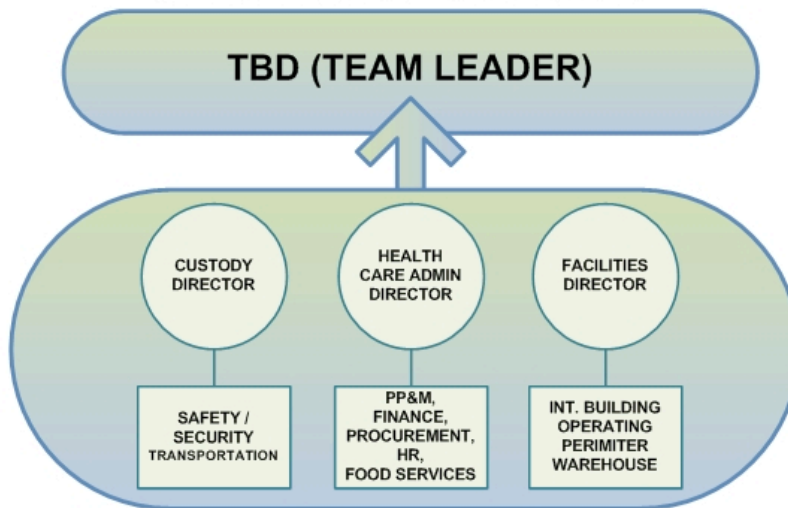 TBD (TEAM LEADER)
CUSTODY
DIRECTOR
HEALTH
CARE ADMIN
DIRECTOR
FACILITIES
DIRECTOR
SAFETY /
SECURITY
TRANSPORTATION
PP&M,
FINANCE,
PROCUREMENT,
HR,
FOOD SERVICES
INT. BUILDING
OPERATING
PERIMITER
WAREHOUSE